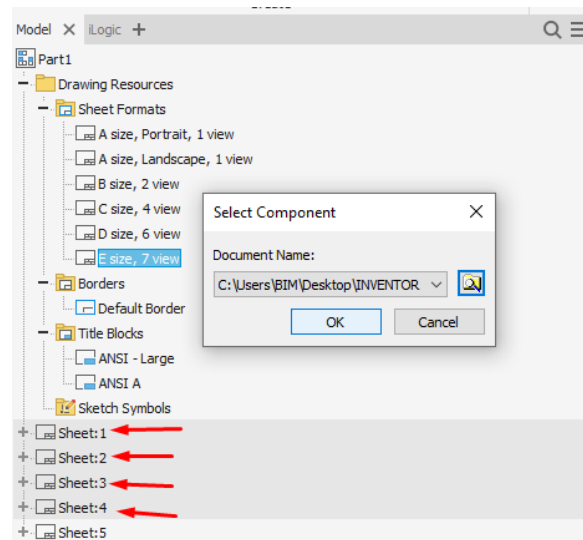 Model × iLogic +
Part1
Drawing Resources
Sheet Formats
A size, Portrait, 1 view
A size, Landscape, 1 view
B size, 2 view
C size, 4 view
D size, 6 view
E size, 7 view
Borders
Default Border
Title Blocks
ANSI - Large
ANSI A
Sketch Symbols
Sheet:1
Sheet:2
Sheet:3
Sheet:4
Sheet:5
Select Component
Document Name:
C:\Users\BIM\Desktop\INVENTOR
OK Cancel